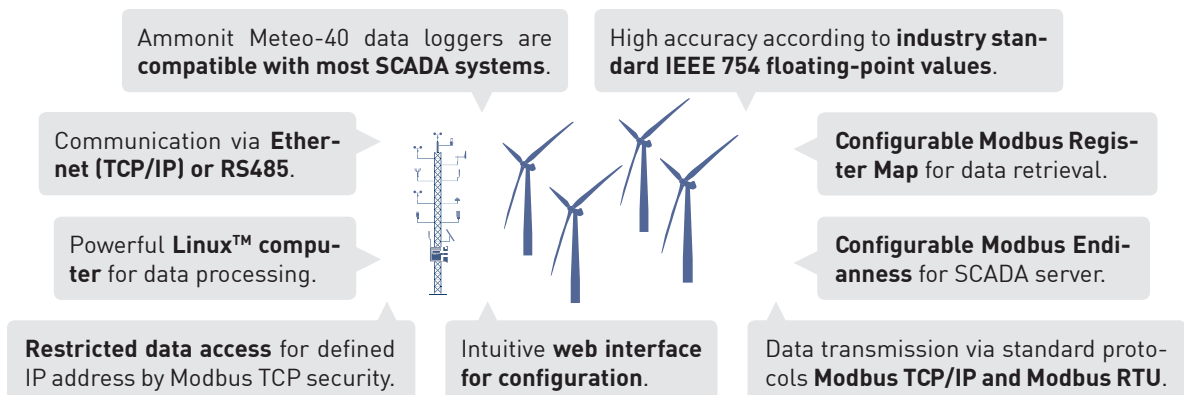 Ammonit Meteo-40 data loggers are
compatible with most SCADA systems.
High accuracy according to industry stan-
dard IEEE 754 floating-point values.
Communication via Ether-
net (TCP/IP) or RS485.
Configurable Modbus Regis-
ter Map for data retrieval.
Powerful Linux™ compu-
ter for data processing.
Configurable Modbus Endi-
anness for SCADA server.
Restricted data access for defined
IP address by Modbus TCP security.
Intuitive web interface
for configuration.
Data transmission via standard proto-
cols Modbus TCP/IP and Modbus RTU.